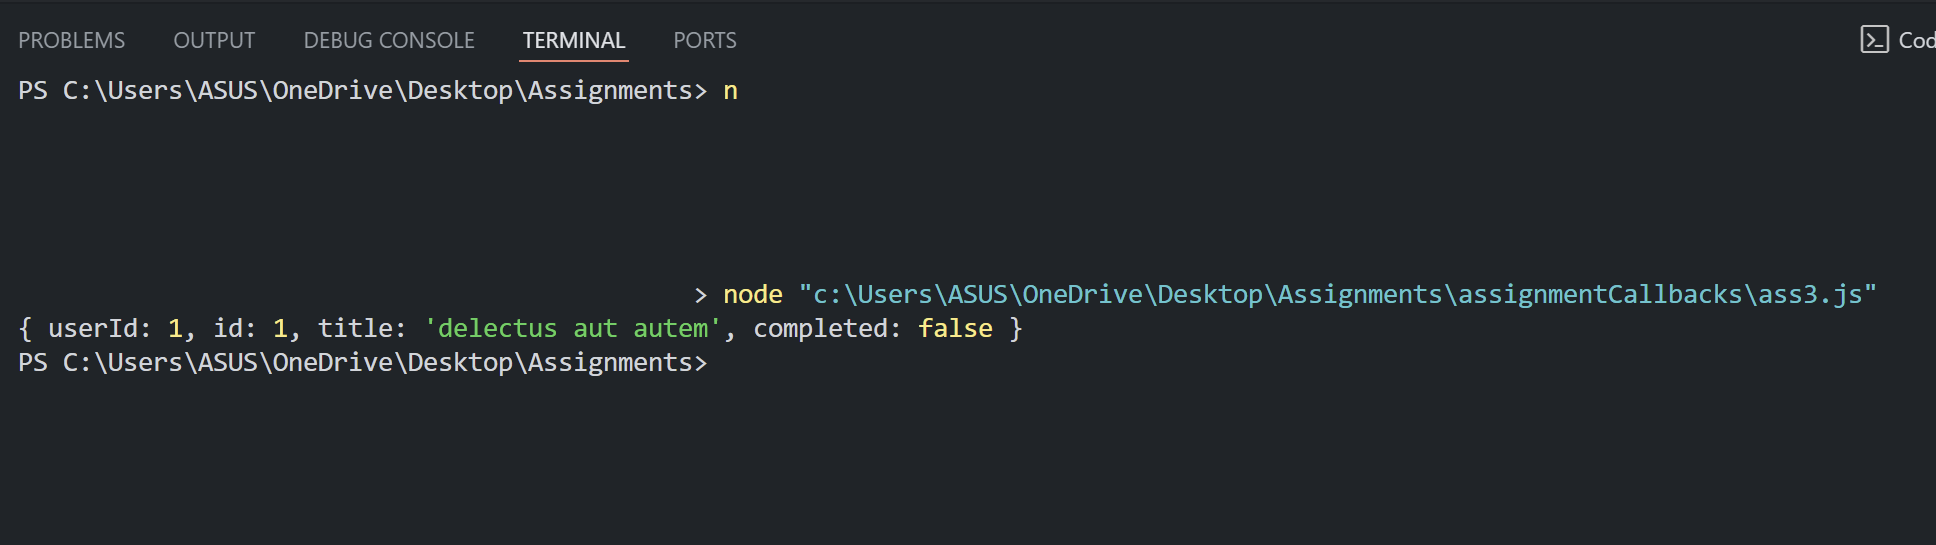 PROBLEMS OUTPUT DEBUG CONSOLE TERMINAL PORTS Cod
PS C:\Users\ASUS\OneDrive\Desktop\Assignments> n
> node "c:\Users\ASUS\OneDrive\Desktop\Assignments\assignmentCallbacks\ass3.js"
{ userId: 1, id: 1, title: 'delectus aut autem', completed: false }
PS C:\Users\ASUS\OneDrive\Desktop\Assignments>